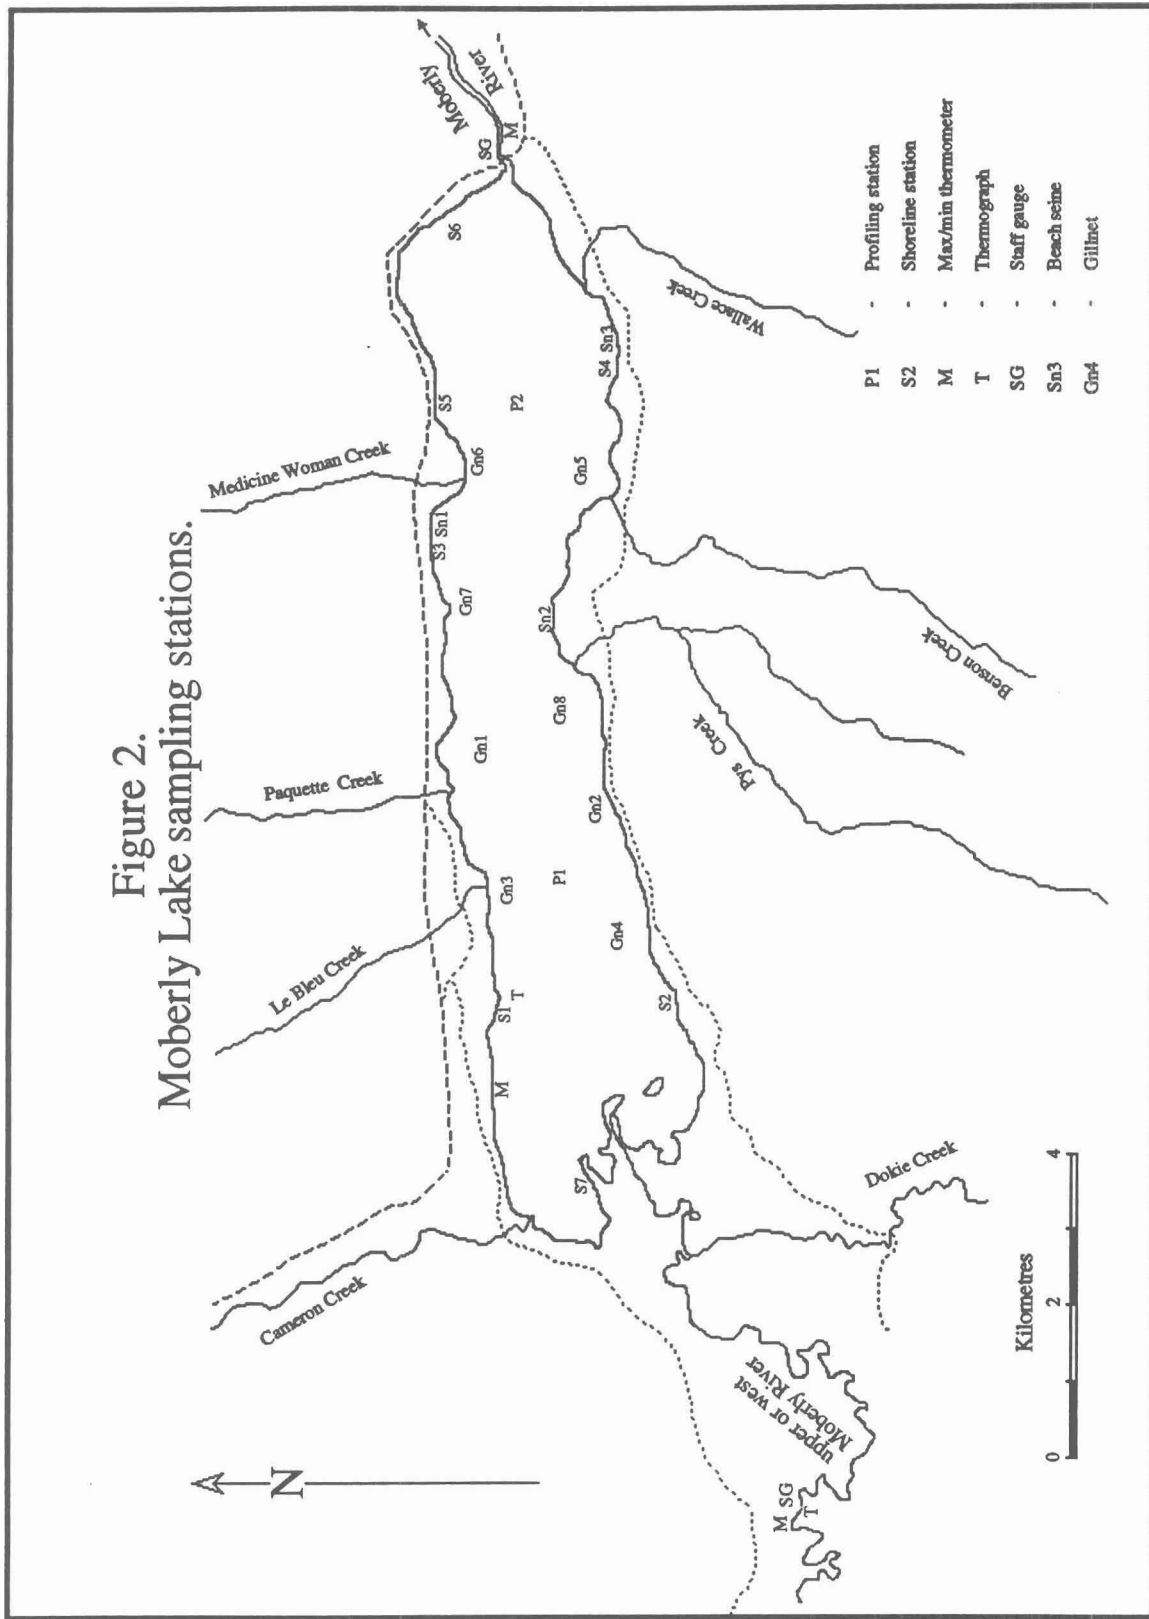 Figure 2.
Moberly Lake sampling stations.
N
Cameron Creek
Le Bleu Creek
Paquette Creek
Medicine Woman Creek
Moberly
River
SG
M
S6
S5
Gn6
S3 Sn1
Gn7
Gn1
Gn3
S1
T
M
P2
P1
Gn5
Sn2
Gn8
Gn2
Gn4
S2
S7
S4 Sn3
Wallace Creek
Benson Creek
Pys Creek
Dokie Creek
upper or west
Moberly River
M SG
T
Kilometres
0 2 4
P1 - Profiling station
S2 - Shoreline station
M - Max/min thermometer
T - Thermograph
SG - Staff gauge
Sn3 - Beach seine
Gn4 - Gillnet